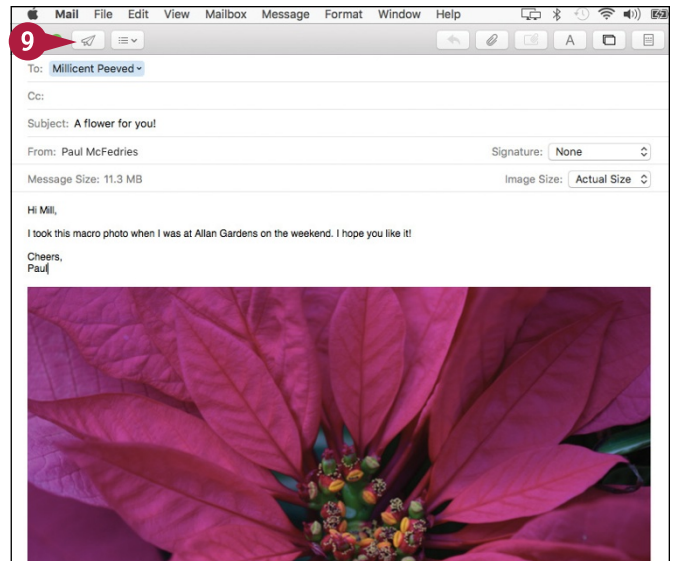 Mail File Edit View Mailbox Message Format Window Help
9
A
To: Millicent Peeved
Cc:
Subject: A flower for you!
From: Paul McFedries Signature: None
Message Size: 11.3 MB Image Size: Actual Size
Hi Mill,
I took this macro photo when I was at Allan Gardens on the weekend. I hope you like it!
Cheers,
Paul